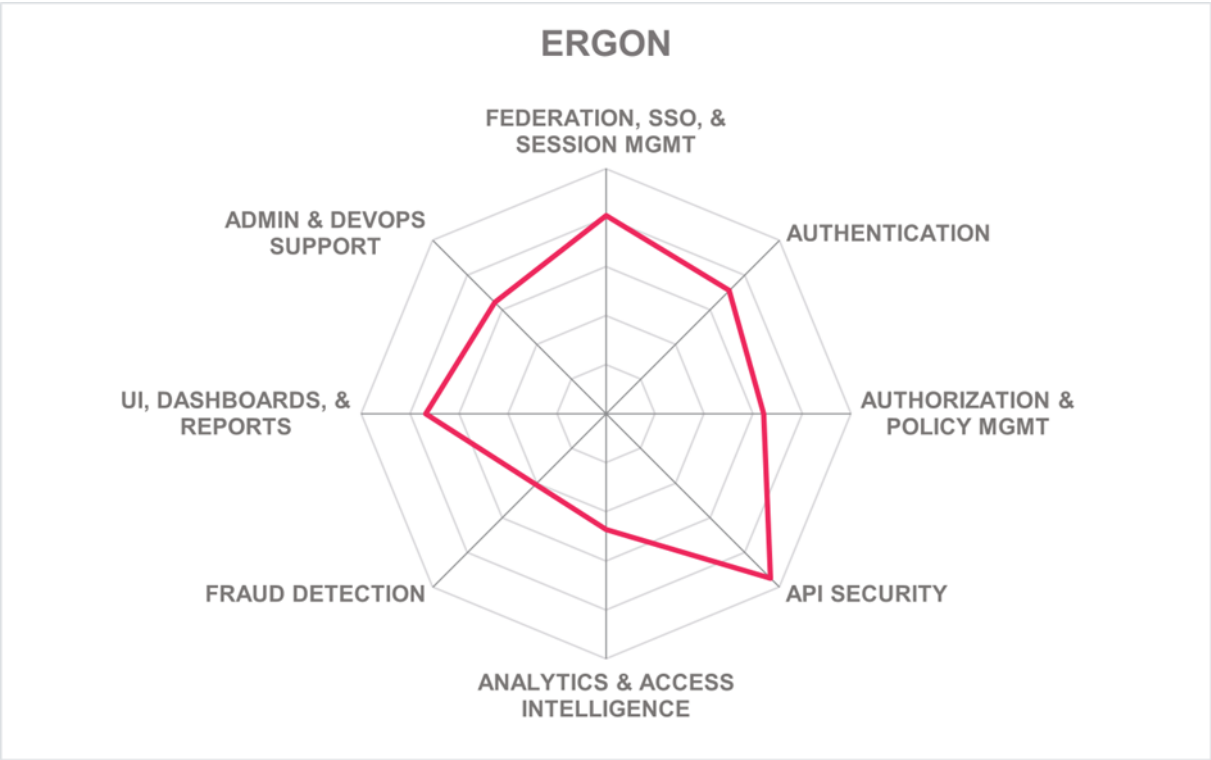 ERGON
FEDERATION, SSO, &
SESSION MGMT
AUTHENTICATION
AUTHORIZATION &
POLICY MGMT
API SECURITY
ANALYTICS & ACCESS
INTELLIGENCE
FRAUD DETECTION
UI, DASHBOARDS, &
REPORTS
ADMIN & DEVOPS
SUPPORT